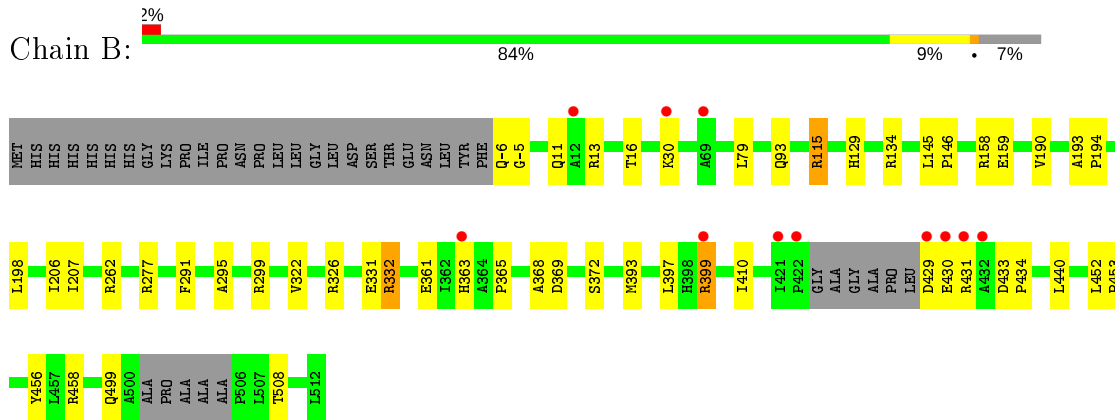 2%
Chain B:
84% 9% • 7%
MET HIS HIS HIS HIS HIS HIS GLY LYS PRO ILE PRO ASN PRO LEU LEU GLY LEU ASP SER THR GLU ASN LEU TYR PHE Q-6 G-5 Q11 A12 R13 T16 K30 A69 L79 Q93 R115 H129 R134 L145 P146 R158 E159 V190 A193 P194
L198 I206 I207 R262 R277 F291 A295 R299 V322 R326 E331 R332 E361 I362 H363 A364 P365 A368 D369 S372 M393 L397 H398 R399 I410 I421 P422 GLY ALA GLY ALA PRO LEU D429 E430 R431 A432 D433 P434 L440 L452 P453
Y456 L457 R458 Q499 A500 ALA PRO ALA ALA ALA P506 L507 T508 L512